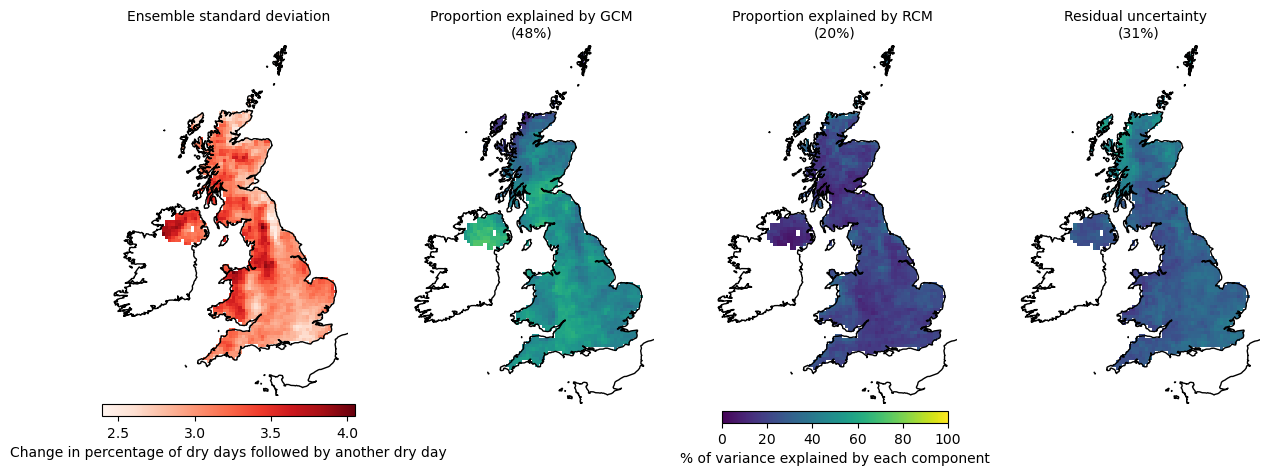 Ensemble standard deviation
Proportion explained by GCM
(48%)
Proportion explained by RCM
(20%)
Residual uncertainty
(31%)
2.5 3.0 3.5 4.0
Change in percentage of dry days followed by another dry day
0 20 40 60 80 100
% of variance explained by each component